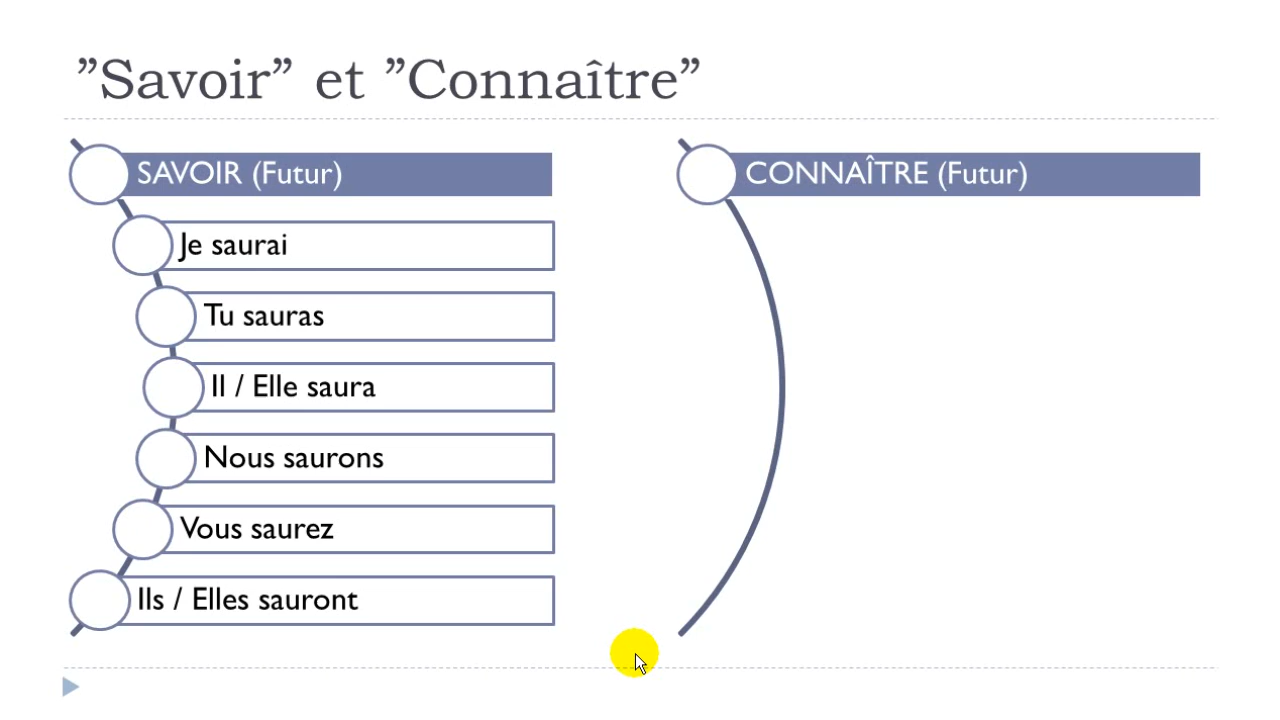 ”Savoir” et ”Connaître”
SAVOIR (Futur)
Je saurai
Tu sauras
Il / Elle saura
Nous saurons
Vous saurez
Ils / Elles sauront
CONNAÎTRE (Futur)